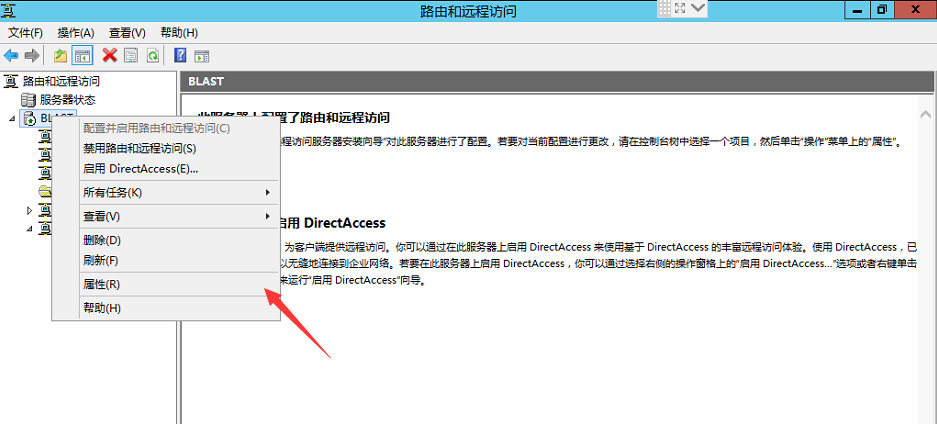 路由和远程访问
文件(F) 操作(A) 查看(V) 帮助(H)
路由和远程访问
服务器状态
BLAST
BLAST
配置并启用路由和远程访问(C)
禁用路由和远程访问(S)
启用 DirectAccess(E)...
所有任务(K)
查看(V)
删除(D)
刷新(F)
属性(R)
帮助(H)
配置了路由和远程访问
程访问服务器安装向导"对此服务器进行了配置。若要对当前配置进行更改，请在控制台树中选择一个项目，然后单击"操作"菜单上的"属性"。
启用 DirectAccess
为客户端提供远程访问。你可以通过在此服务器上启用 DirectAccess 来使用基于 DirectAccess 的丰富远程访问体验。使用 DirectAccess，已
以无缝地连接到企业网络。若要在此服务器上启用 DirectAccess，你可以通过选择右侧的操作窗格上的"启用 DirectAccess..."选项或者右键单击
来运行"启用 DirectAccess"向导。